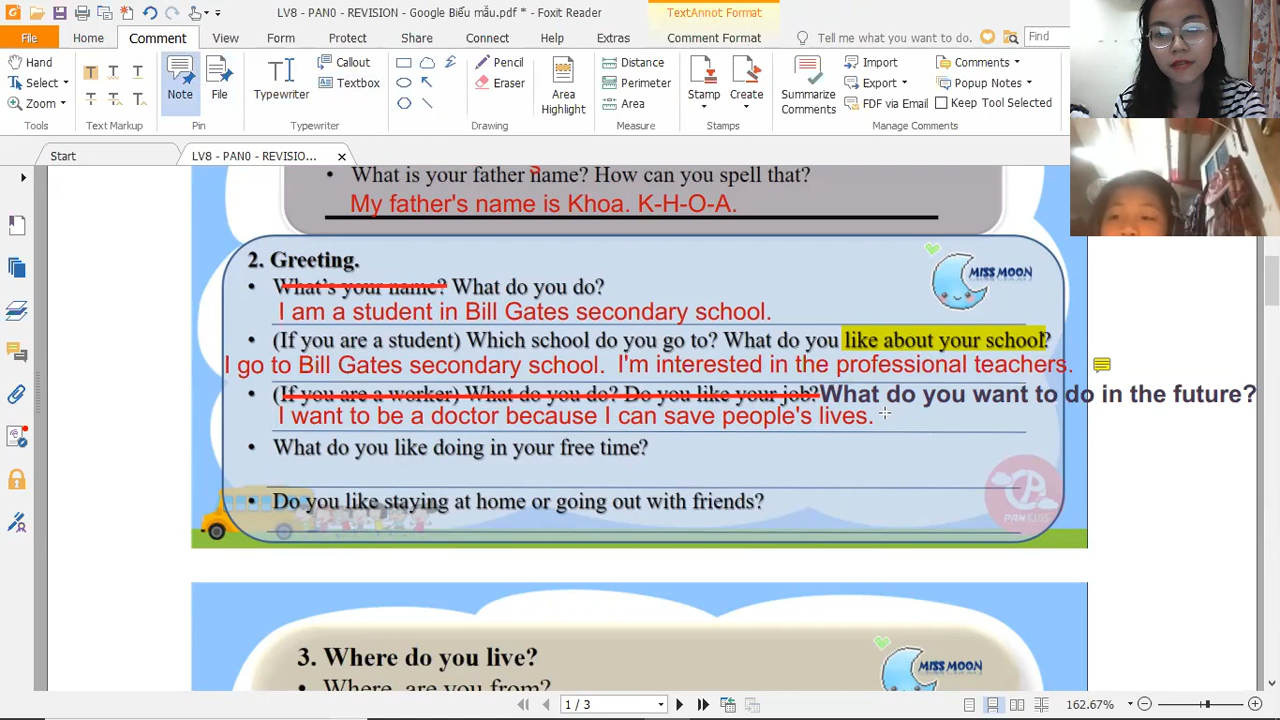 LV8 - PAN0 - REVISION - Google Biểu mẫu.pdf * - Foxit Reader
TextAnnot Format
File Home Comment View Form Protect Share Connect Help Extras Comment Format Tell me what you want to do. Find
Hand
Select
Zoom
Tools
Text Markup
Note
File
Pin
Typewriter
Callout
Textbox
Typewriter
Pencil
Eraser
Drawing
Area Highlight
Distance
Perimeter
Area
Measure
Stamp
Create
Stamps
Summarize Comments
Import
Export
FDF via Email
Comments
Popup Notes
Keep Tool Selected
Manage Comments
Start
LV8 - PAN0 - REVISIO...
• What is your father name? How can you spell that?
s
My father's name is Khoa. K-H-O-A.
2. Greeting.
MISS MOON
• What's your name? What do you do?
I am a student in Bill Gates secondary school.
• (If you are a student) Which school do you go to? What do you like about your school?
I go to Bill Gates secondary school. I'm interested in the professional teachers.
• (If you are a worker) What do you do? Do you like your job?What do you want to do in the future?
I want to be a doctor because I can save people's lives.
• What do you like doing in your free time?
PAN KIDS
• Do you like staying at home or going out with friends?
3. Where do you live?
MISS MOON
• Where are you from?
1 / 3
162.67%